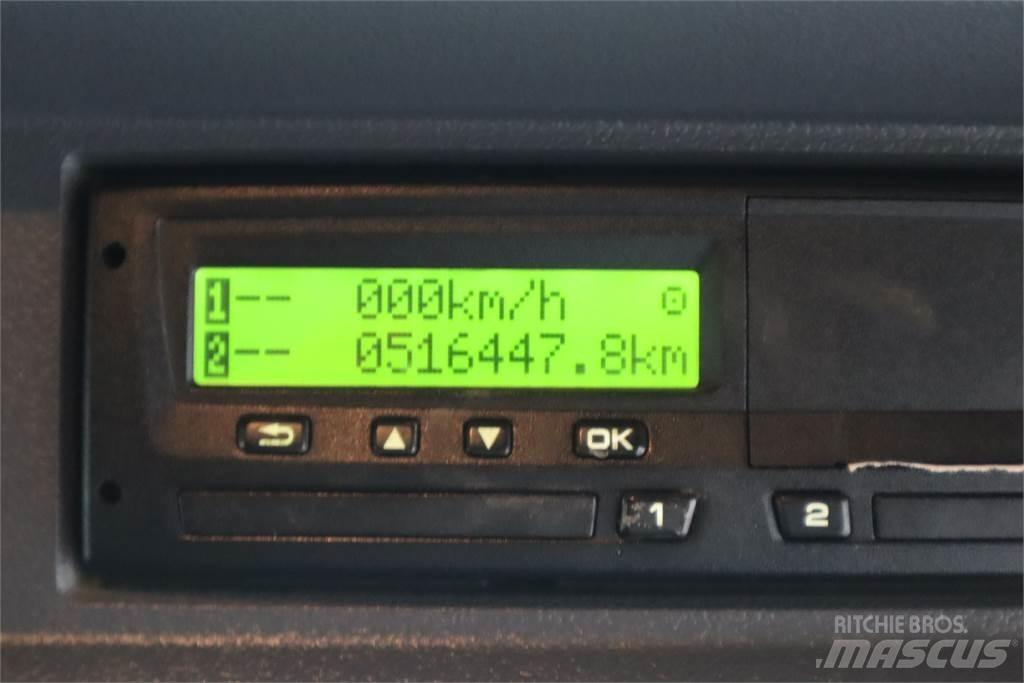 1-- 000km/h
2-- 0516447.8km
OK
1 2
RITCHIE BROS.
MASCUS